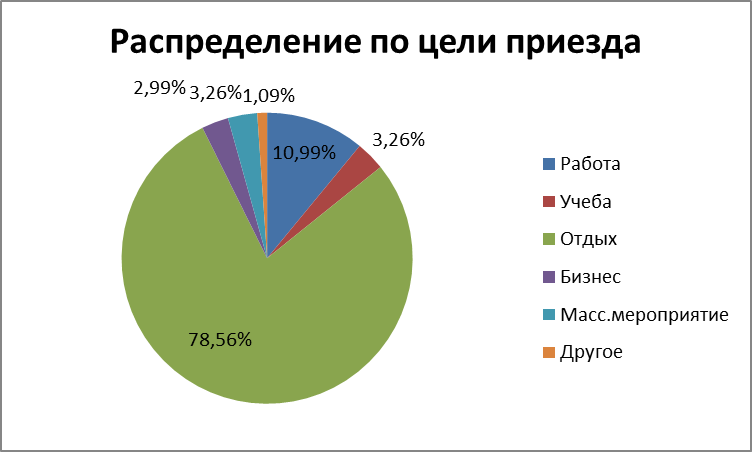 Распределение по цели приезда
2,99%
3,26%
1,09%
10,99%
3,26%
78,56%
Работа
Учеба
Отдых
Бизнес
Масс.мероприятие
Другое